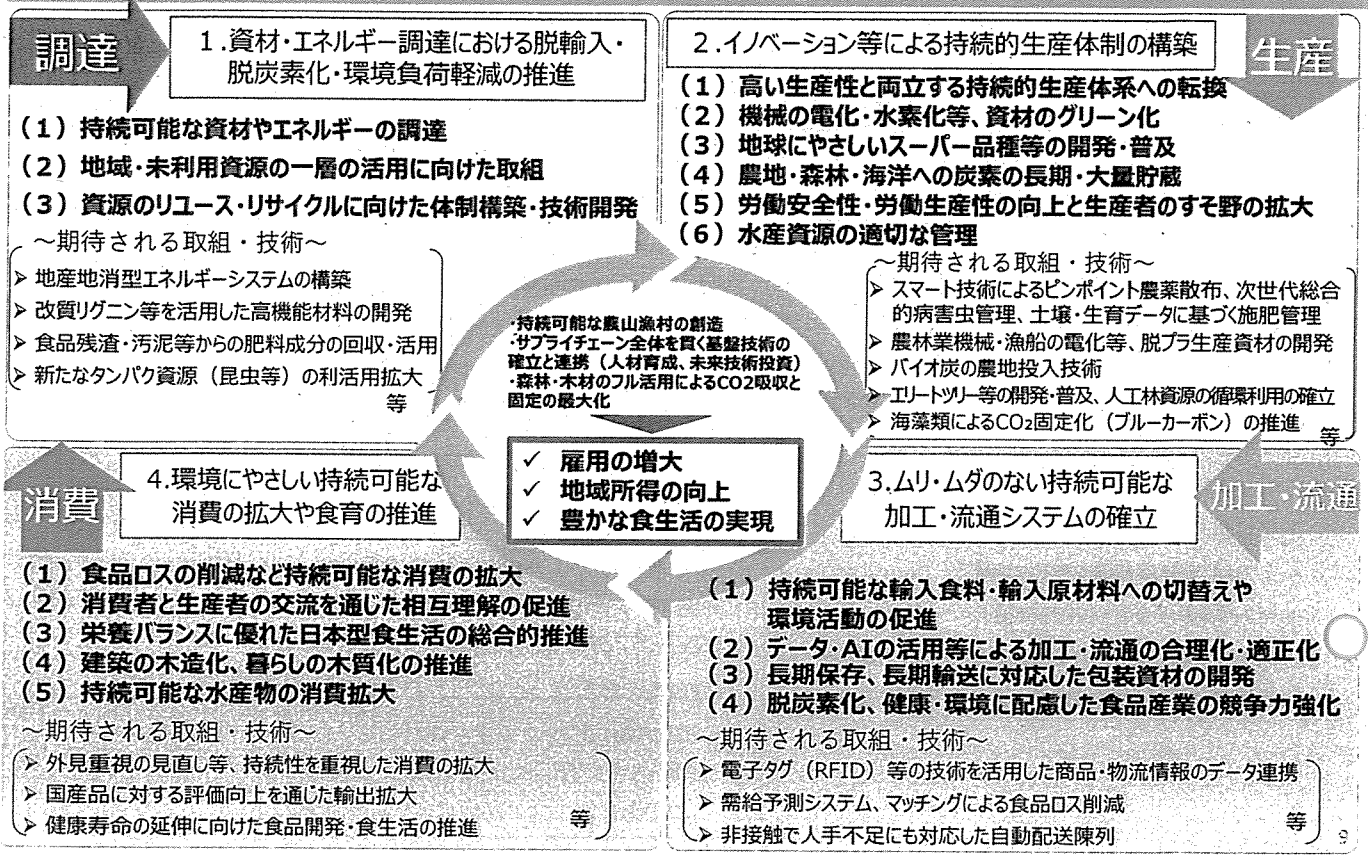 調達
1.資材・エネルギー調達における脱輸入・
脱炭素化・環境負荷軽減の推進
（1）持続可能な資材やエネルギーの調達
（2）地域・未利用資源の一層の活用に向けた取組
（3）資源のリユース・リサイクルに向けた体制構築・技術開発
～期待される取組・技術～
➢ 地産地消型エネルギーシステムの構築
➢ 改質リグニン等を活用した高機能材料の開発
➢ 食品残渣・汚泥等からの肥料成分の回収・活用
➢ 新たなタンパク資源（昆虫等）の利活用拡大
等
2.イノベーション等による持続的生産体制の構築
生産
（1）高い生産性と両立する持続的生産体系への転換
（2）機械の電化・水素化等、資材のグリーン化
（3）地球にやさしいスーパー品種等の開発・普及
（4）農地・森林・海洋への炭素の長期・大量貯蔵
（5）労働安全性・労働生産性の向上と生産者のすそ野の拡大
（6）水産資源の適切な管理
～期待される取組・技術～
➢ スマート技術によるピンポイント農薬散布、次世代総合
的病害虫管理、土壌・生育データに基づく施肥管理
➢ 農林業機械・漁船の電化等、脱プラ生産資材の開発
➢ バイオ炭の農地投入技術
➢ エリートツリー等の開発・普及、人工林資源の循環利用の確立
➢ 海藻類によるCO₂固定化（ブルーカーボン）の推進
等
・持続可能な農山漁村の創造
・サプライチェーン全体を貫く基盤技術の
確立と連携（人材育成、未来技術投資）
・森林・木材のフル活用によるCO2吸収と
固定の最大化
✓ 雇用の増大
✓ 地域所得の向上
✓ 豊かな食生活の実現
消費
4.環境にやさしい持続可能な
消費の拡大や食育の推進
（1）食品ロスの削減など持続可能な消費の拡大
（2）消費者と生産者の交流を通じた相互理解の促進
（3）栄養バランスに優れた日本型食生活の総合的推進
（4）建築の木造化、暮らしの木質化の推進
（5）持続可能な水産物の消費拡大
～期待される取組・技術～
➢ 外見重視の見直し等、持続性を重視した消費の拡大
➢ 国産品に対する評価向上を通じた輸出拡大
➢ 健康寿命の延伸に向けた食品開発・食生活の推進
等
3.ムリ・ムダのない持続可能な
加工・流通システムの確立
加工・流通
（1）持続可能な輸入食料・輸入原材料への切替えや
環境活動の促進
（2）データ・AIの活用等による加工・流通の合理化・適正化
（3）長期保存、長期輸送に対応した包装資材の開発
（4）脱炭素化、健康・環境に配慮した食品産業の競争力強化
～期待される取組・技術～
➢ 電子タグ（RFID）等の技術を活用した商品・物流情報のデータ連携
➢ 需給予測システム、マッチングによる食品ロス削減
➢ 非接触で人手不足にも対応した自動配送陳列
等
9